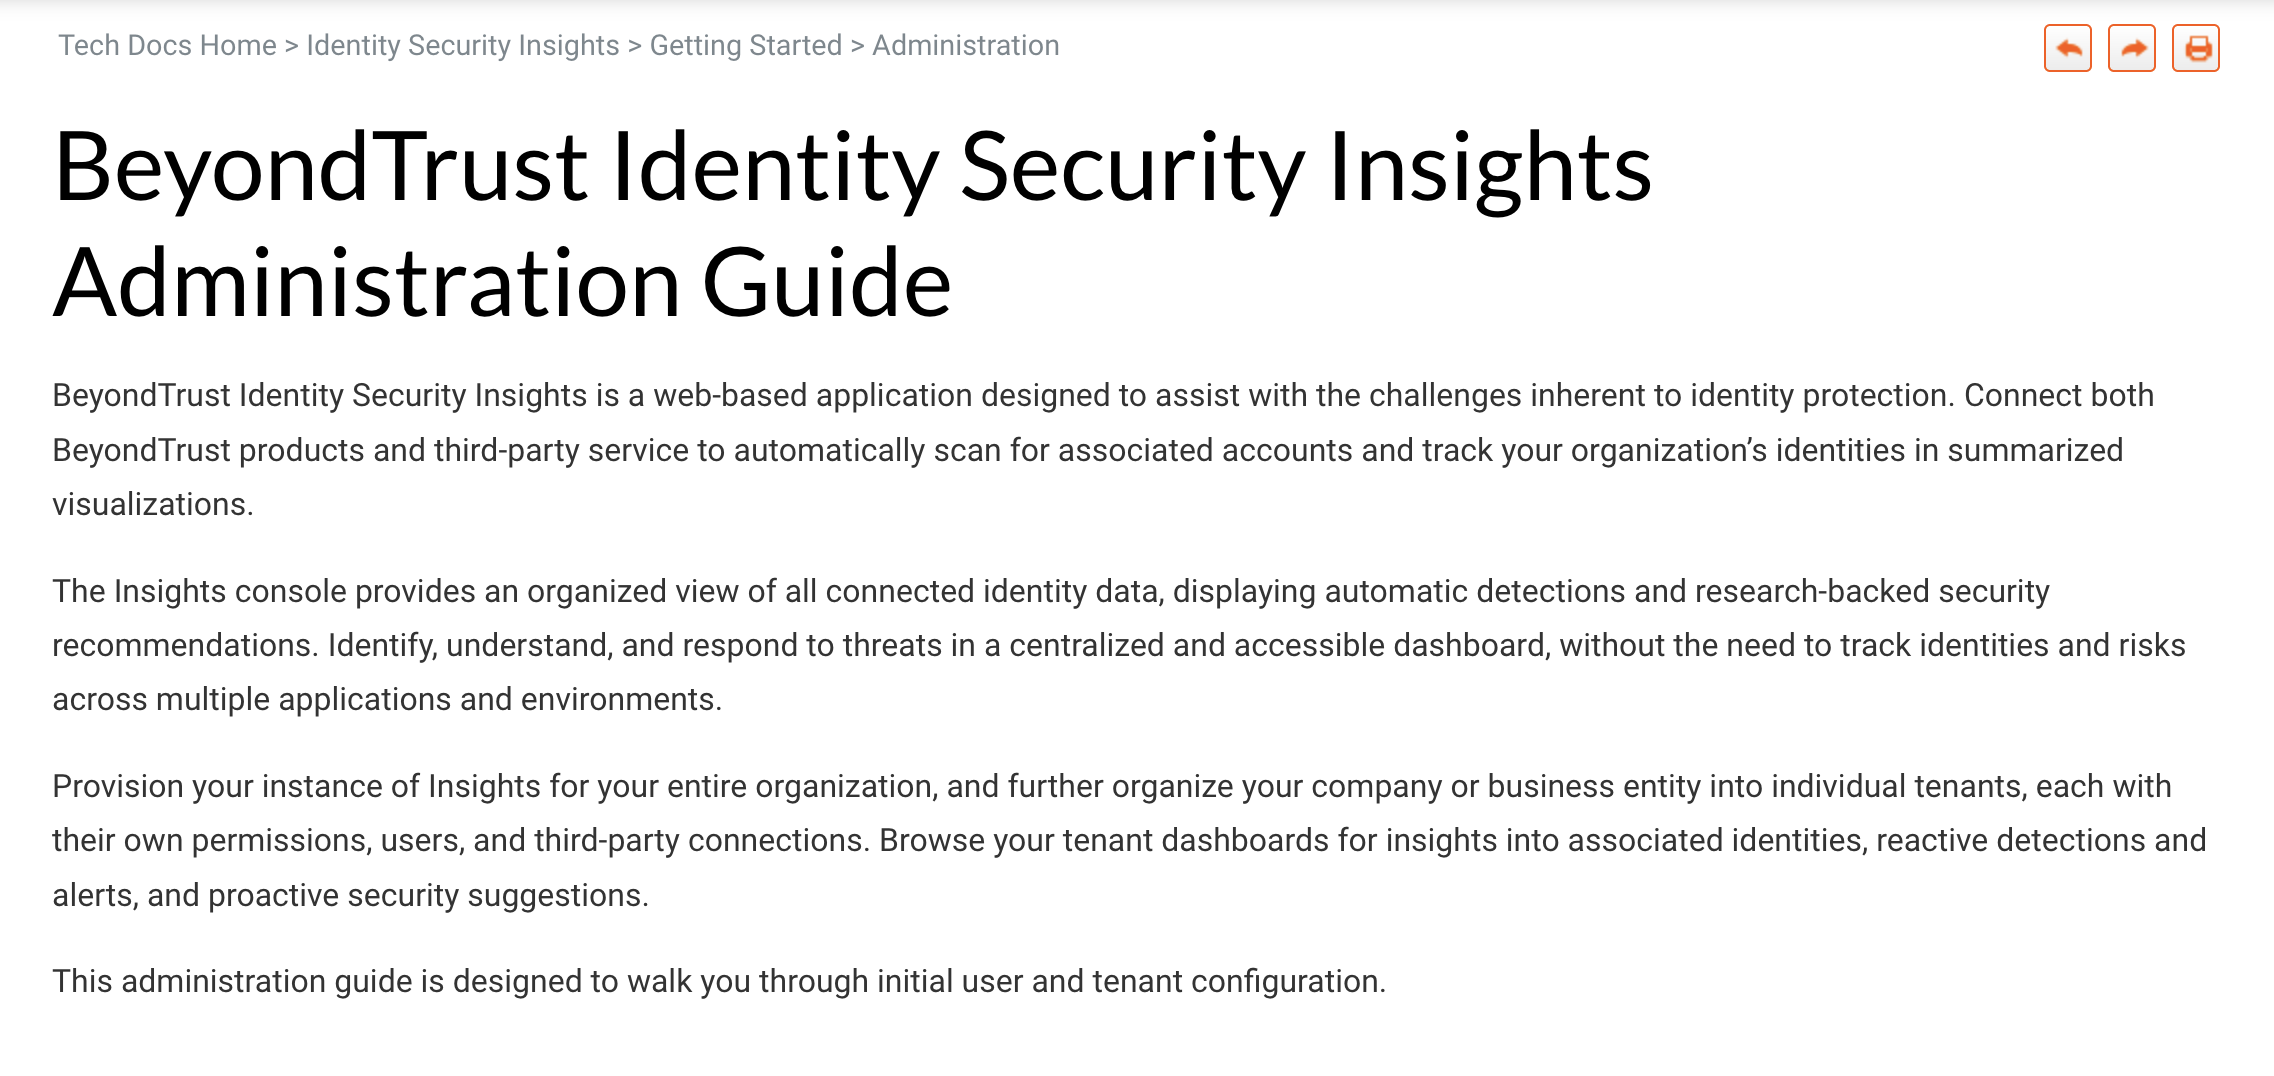 Tech Docs Home > Identity Security Insights > Getting Started > Administration
BeyondTrust Identity Security Insights
Administration Guide
BeyondTrust Identity Security Insights is a web-based application designed to assist with the challenges inherent to identity protection. Connect both
BeyondTrust products and third-party service to automatically scan for associated accounts and track your organization’s identities in summarized
visualizations.
The Insights console provides an organized view of all connected identity data, displaying automatic detections and research-backed security
recommendations. Identify, understand, and respond to threats in a centralized and accessible dashboard, without the need to track identities and risks
across multiple applications and environments.
Provision your instance of Insights for your entire organization, and further organize your company or business entity into individual tenants, each with
their own permissions, users, and third-party connections. Browse your tenant dashboards for insights into associated identities, reactive detections and
alerts, and proactive security suggestions.
This administration guide is designed to walk you through initial user and tenant configuration.